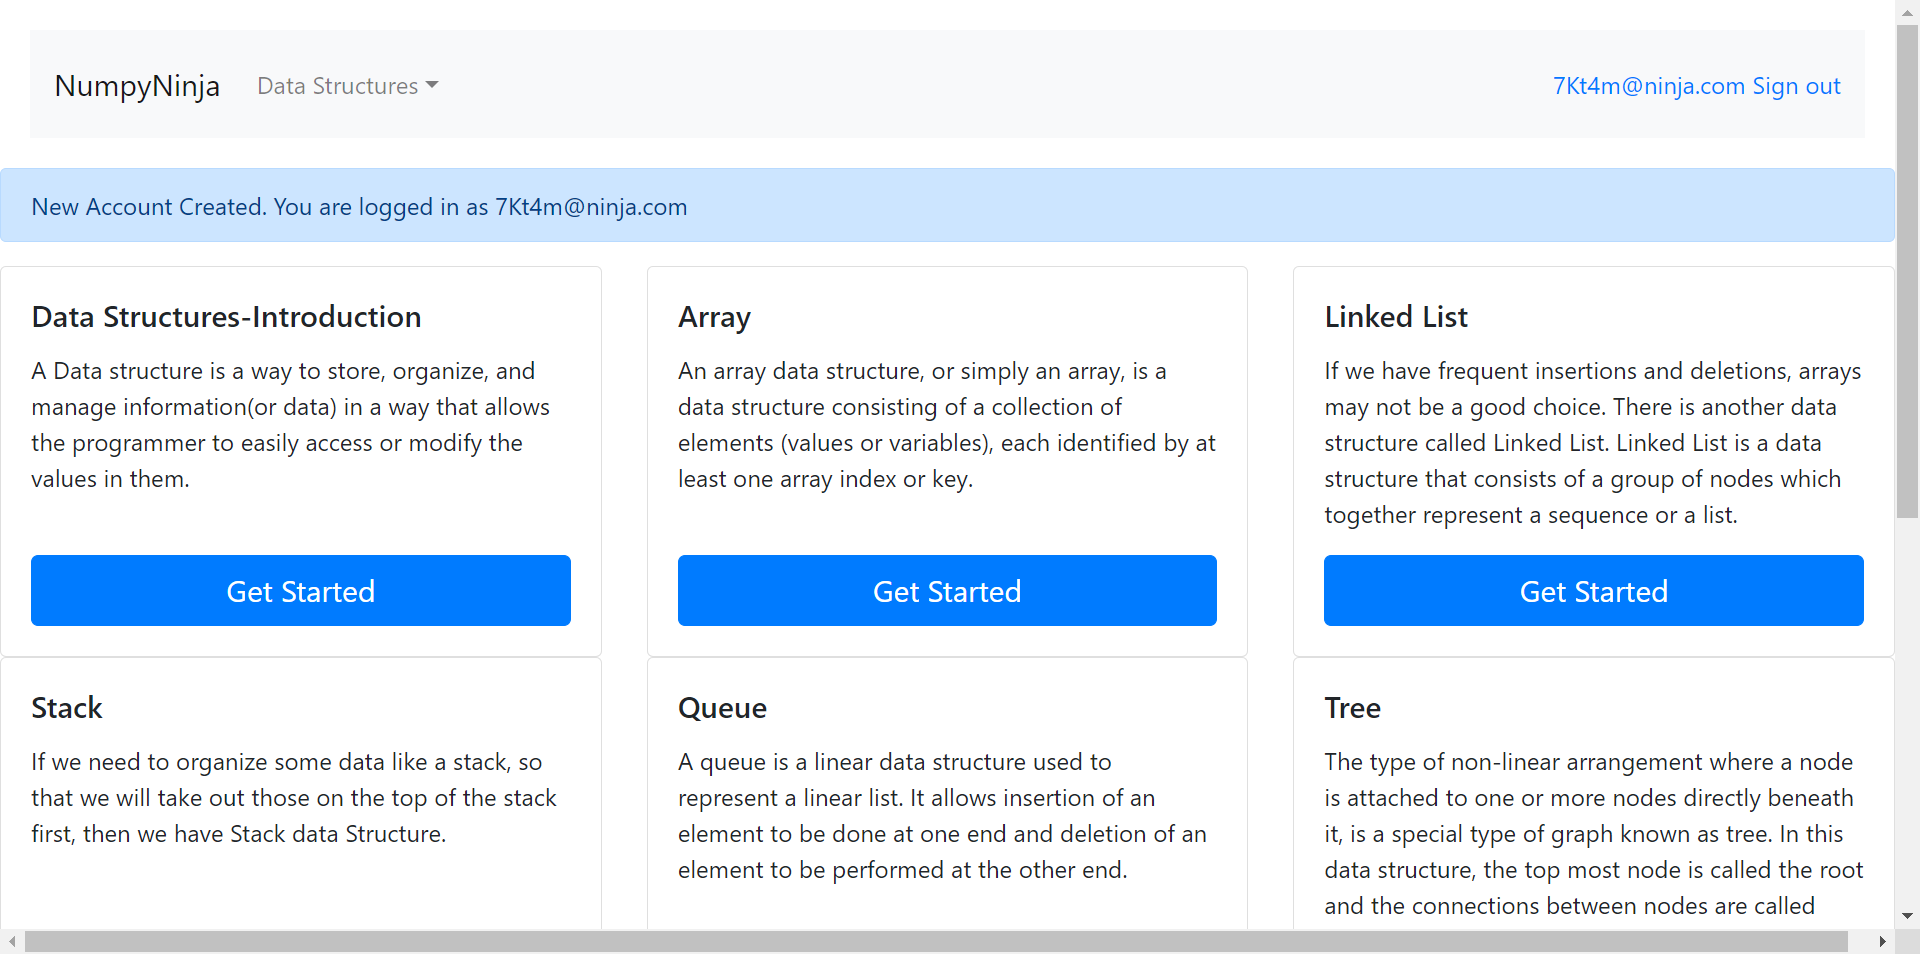 NumpyNinja
Data Structures
7Kt4m@ninja.com Sign out
New Account Created. You are logged in as 7Kt4m@ninja.com
Data Structures-Introduction
A Data structure is a way to store, organize, and
manage information(or data) in a way that allows
the programmer to easily access or modify the
values in them.
Get Started
Array
An array data structure, or simply an array, is a
data structure consisting of a collection of
elements (values or variables), each identified by at
least one array index or key.
Get Started
Linked List
If we have frequent insertions and deletions, arrays
may not be a good choice. There is another data
structure called Linked List. Linked List is a data
structure that consists of a group of nodes which
together represent a sequence or a list.
Get Started
Stack
If we need to organize some data like a stack, so
that we will take out those on the top of the stack
first, then we have Stack data Structure.
Queue
A queue is a linear data structure used to
represent a linear list. It allows insertion of an
element to be done at one end and deletion of an
element to be performed at the other end.
Tree
The type of non-linear arrangement where a node
is attached to one or more nodes directly beneath
it, is a special type of graph known as tree. In this
data structure, the top most node is called the root
and the connections between nodes are called